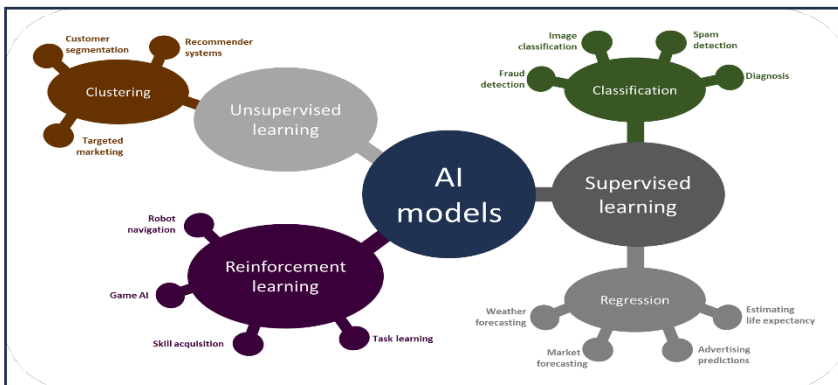 Customer
segmentation
Recommender
systems
Clustering
Targeted
marketing
Unsupervised
learning
Image
classification
Spam
detection
Fraud
detection
Diagnosis
Classification
AI
models
Supervised
learning
Robot
navigation
Reinforcement
learning
Game AI
Skill acquisition
Task learning
Regression
Weather
forecasting
Estimating
life expectancy
Market
forecasting
Advertising
predictions